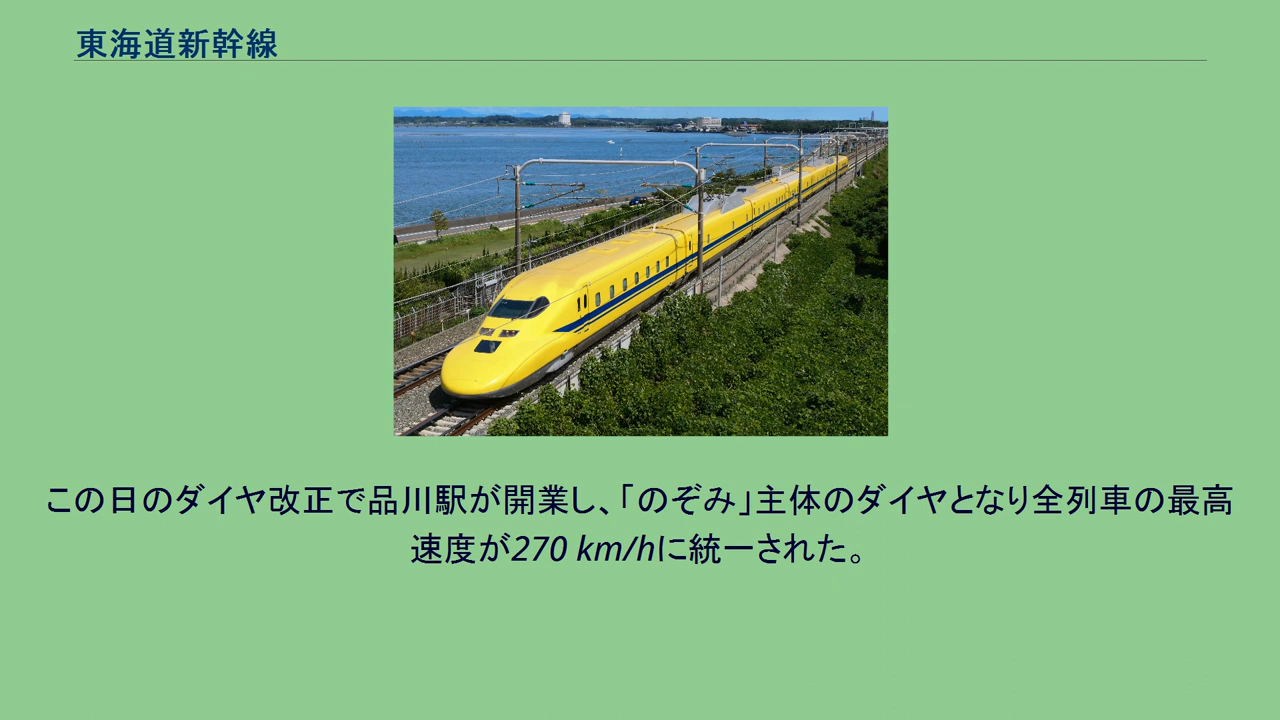 東海道新幹線
この日のダイヤ改正で品川駅が開業し、「のぞみ」主体のダイヤとなり全列車の最高
速度が270 km/hに統一された。